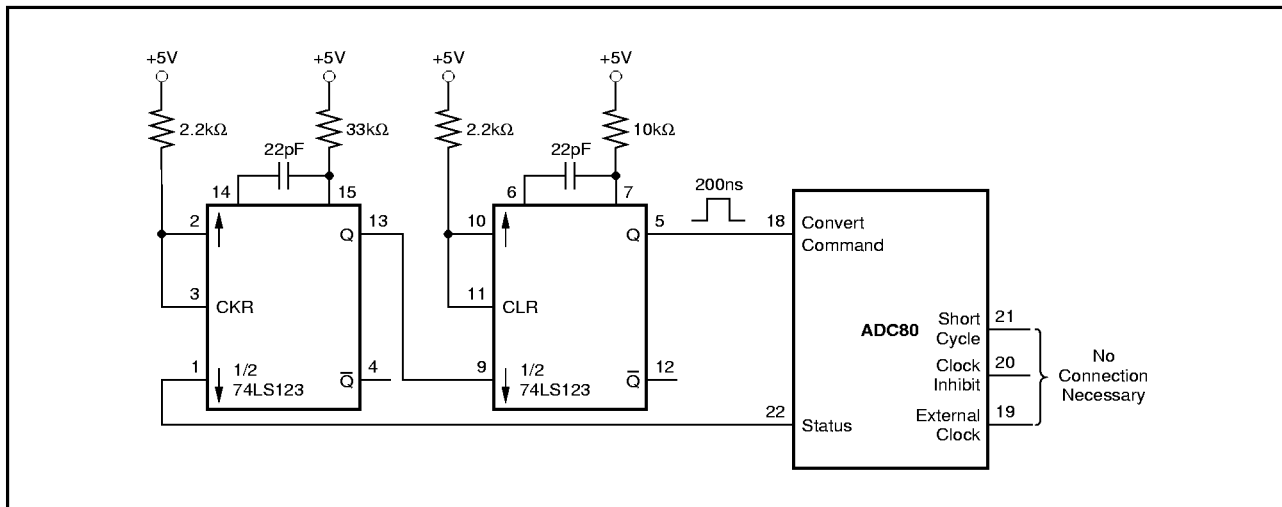 +5V
+5V
+5V
+5V
2.2kΩ
33kΩ
2.2kΩ
10kΩ
22pF
22pF
14
15
6
7
200ns
2
13
10
5
18
Q
Q
Convert
Command
3
CKR
11
CLR
ADC80
Short
Cycle
21
Clock
Inhibit
20
External
Clock
19
No
Connection
Necessary
1
1/2
74LS123
Q̅
4
9
1/2
74LS123
Q̅
12
22
Status